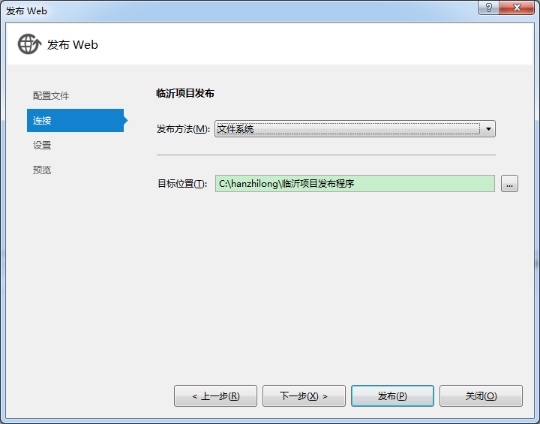 发布 Web
发布 Web
配置文件
连接
设置
预览
临沂项目发布
发布方法(M): 文件系统
目标位置(T): C:\hanzhilong\临沂项目发布程序 ...
< 上一步(R) 下一步(X) > 发布(P) 关闭(O)